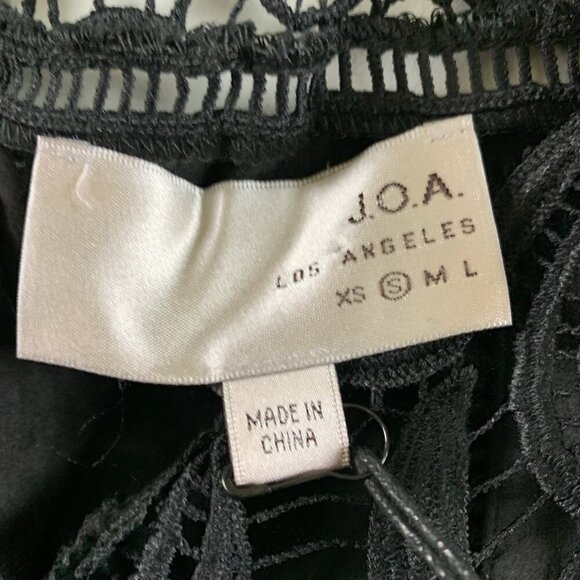 J.O.A.
LOS ANGELES
XS S M L
MADE IN
CHINA